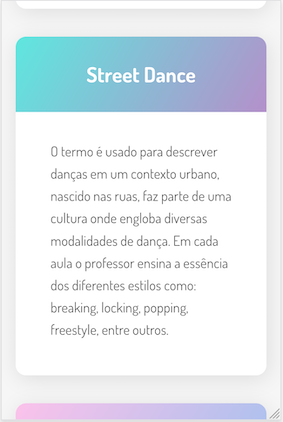 Street Dance
O termo é usado para descrever
danças em um contexto urbano,
nascido nas ruas, faz parte de uma
cultura onde engloba diversas
modalidades de dança. Em cada
aula o professor ensina a essência
dos diferentes estilos como:
breaking, locking, popping,
freestyle, entre outros.